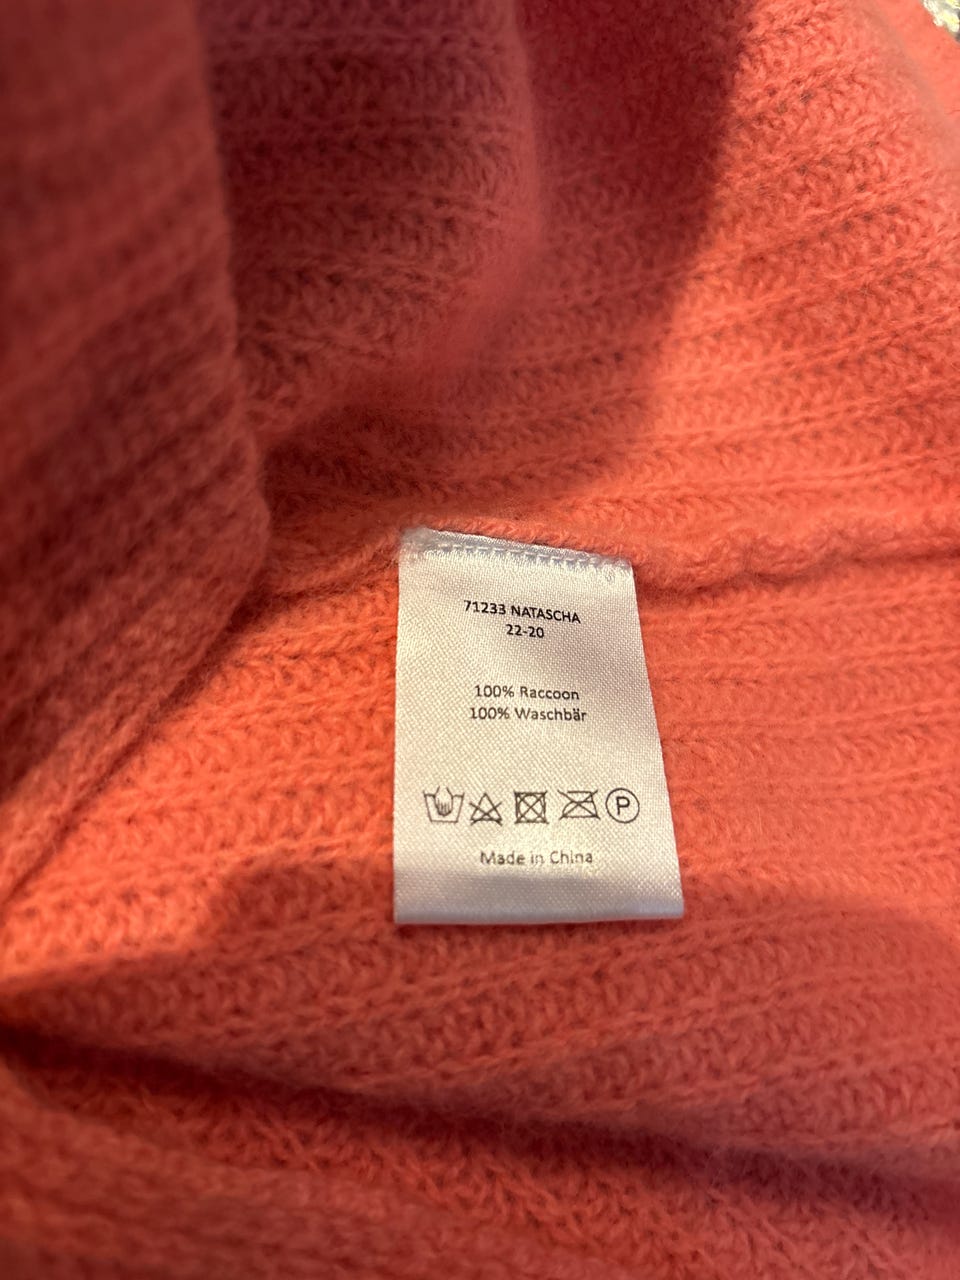 71233 NATASCHA
22-20
100% Raccoon
100% Waschbär
P
Made in China